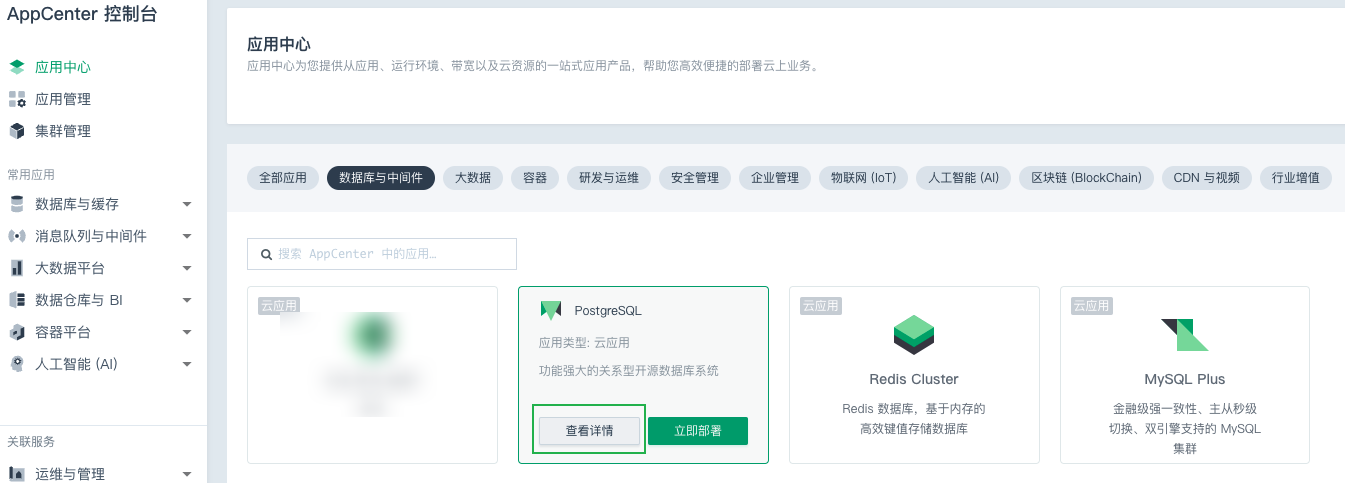 AppCenter 控制台
应用中心
应用管理
集群管理
常用应用
数据库与缓存
消息队列与中间件
大数据平台
数据仓库与 BI
容器平台
人工智能 (AI)
关联服务
运维与管理
应用中心
应用中心为您提供从应用、运行环境、带宽以及云资源的一站式应用产品，帮助您高效便捷的部署云上业务。
全部应用
数据库与中间件
大数据
容器
研发与运维
安全管理
企业管理
物联网 (IoT)
人工智能 (AI)
区块链 (BlockChain)
CDN 与视频
行业增值
搜索 AppCenter 中的应用…
云应用
PostgreSQL
应用类型: 云应用
功能强大的关系型开源数据库系统
查看详情
立即部署
云应用
Redis Cluster
Redis 数据库，基于内存的
高效键值存储数据库
云应用
MySQL Plus
金融级强一致性、主从秒级
切换、双引擎支持的 MySQL
集群